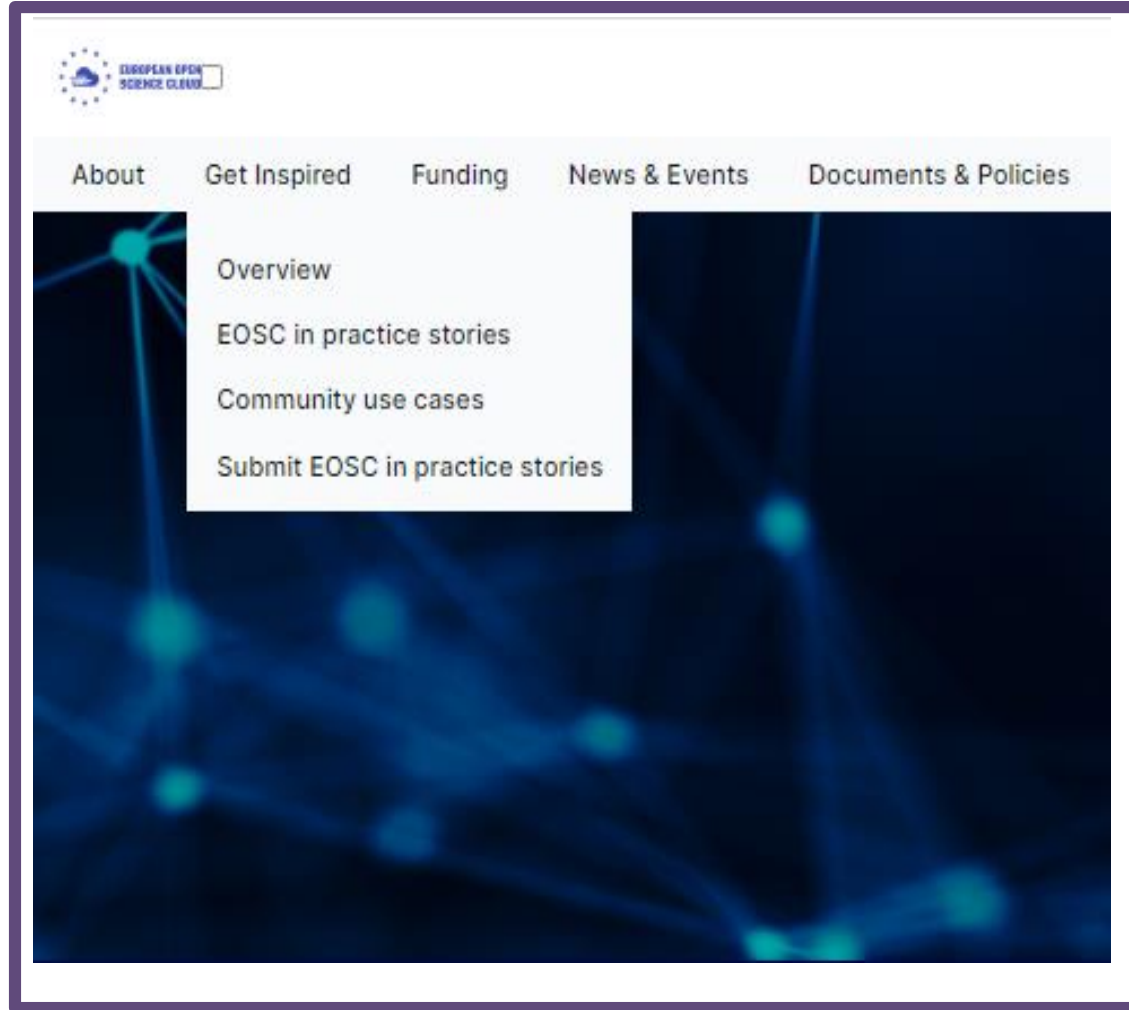 EUROPEAN OPEN
SCIENCE CLOUD
About Get Inspired Funding News & Events Documents & Policies
Overview
EOSC in practice stories
Community use cases
Submit EOSC in practice stories